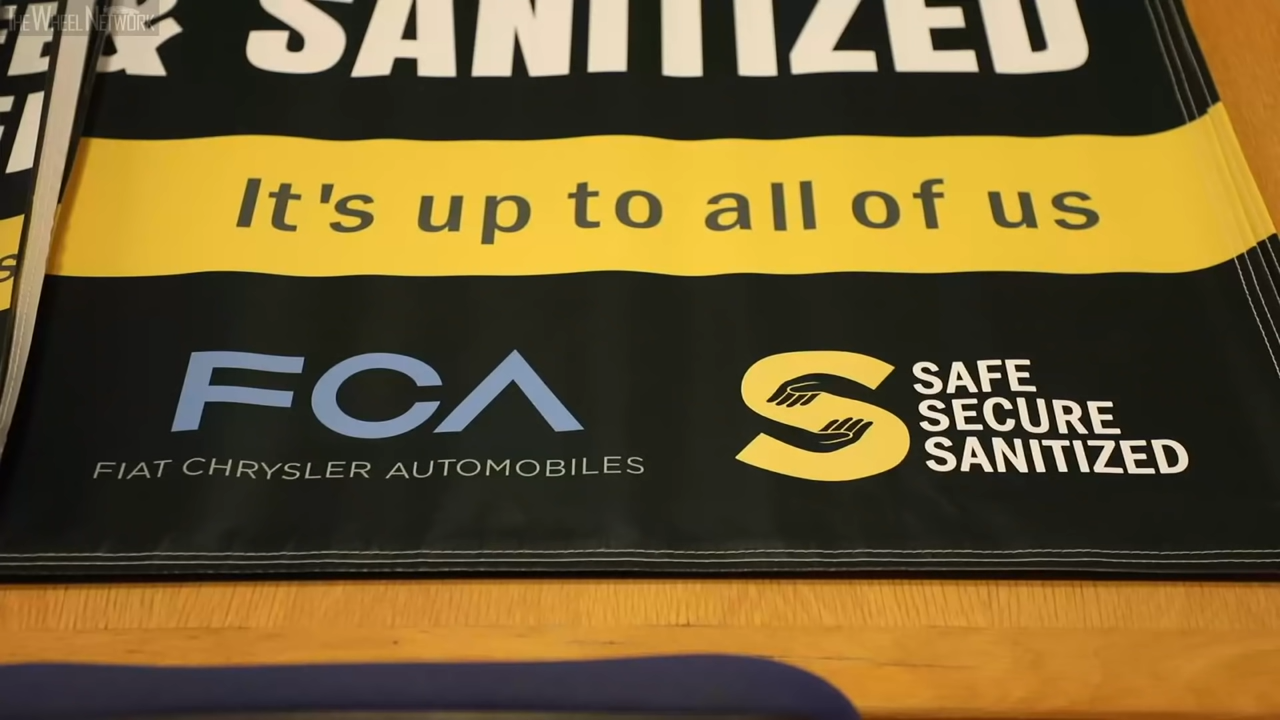 THE WHEEL NETWORK
& SANITIZED
It's up to all of us
FCA
FIAT CHRYSLER AUTOMOBILES
S
SAFE
SECURE
SANITIZED